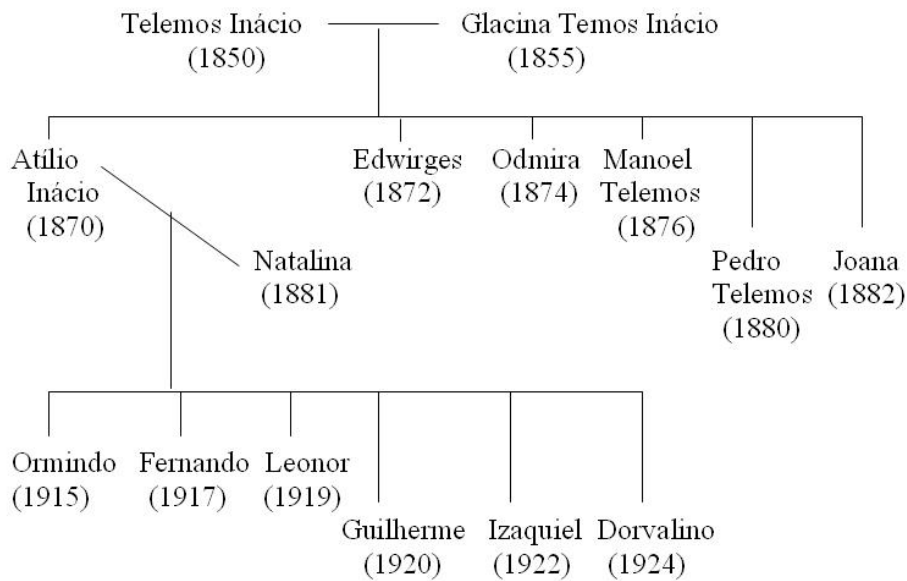 Telemos Inácio
(1850)
Glacina Temos Inácio
(1855)
Atílio
Inácio
(1870)
Edwirges
(1872)
Odmira
(1874)
Manoel
Telemos
(1876)
Natalina
(1881)
Pedro
Telemos
(1880)
Joana
(1882)
Ormindo
(1915)
Fernando
(1917)
Leonor
(1919)
Guilherme
(1920)
Izaquiel
(1922)
Dorvalino
(1924)